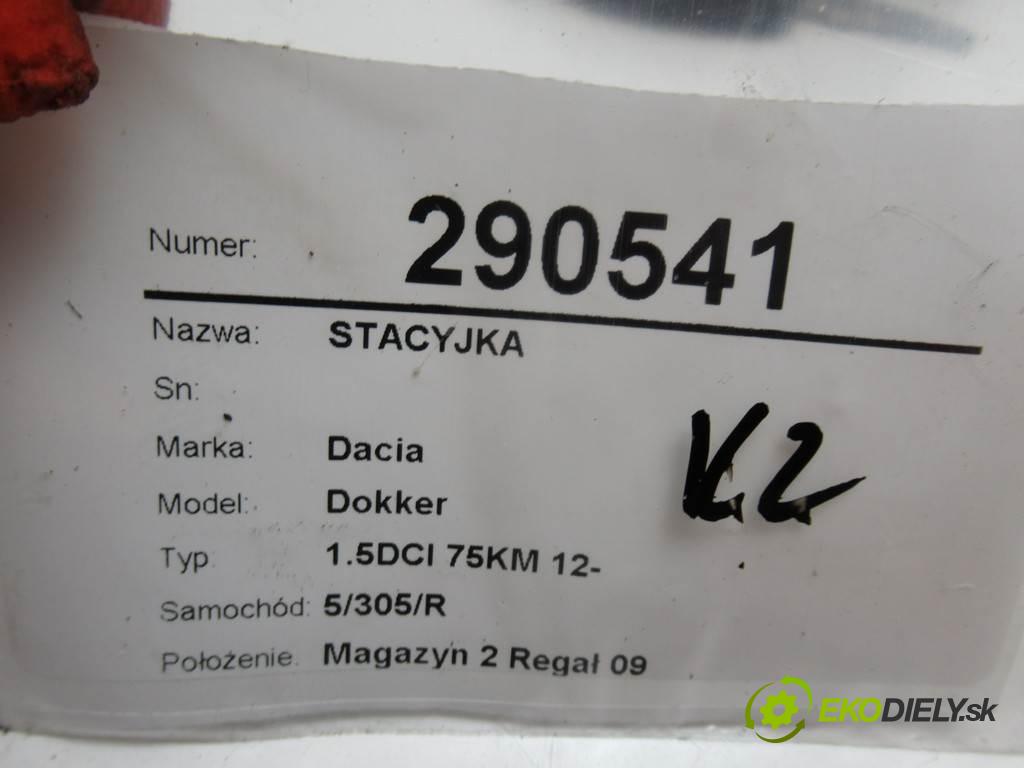 Numer: 290541
Nazwa: STACYJKA
Sn:
Marka: Dacia
Model: Dokker
Typ 1.5DCI 75KM 12-
Samochód: 5/305/R
Położenie. Magazyn 2 Regał 09
K2
EKODIELY.sk